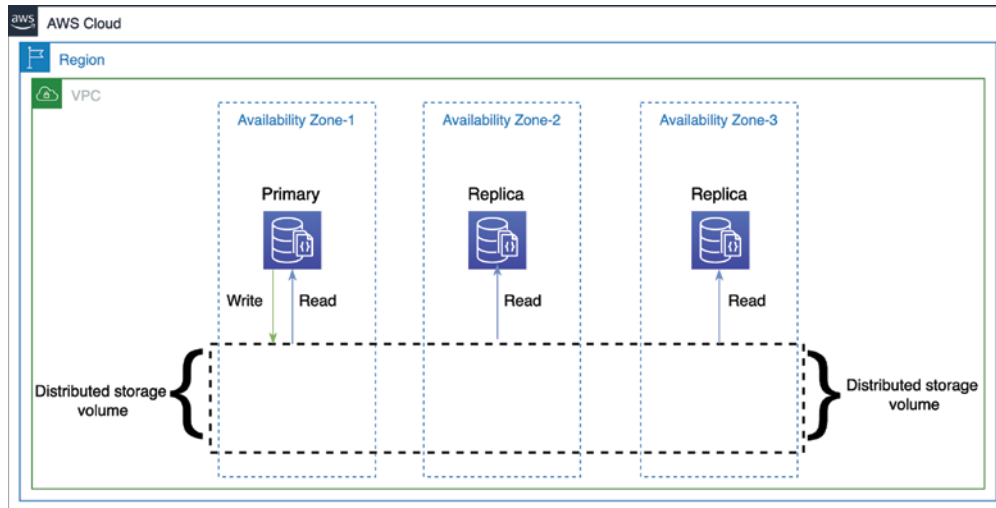 aws
AWS Cloud
Region
VPC
Availability Zone-1
Availability Zone-2
Availability Zone-3
Primary
Replica
Replica
{}
{}
{}
Write
Read
Read
Read
Distributed storage
volume
{
}
Distributed storage
volume